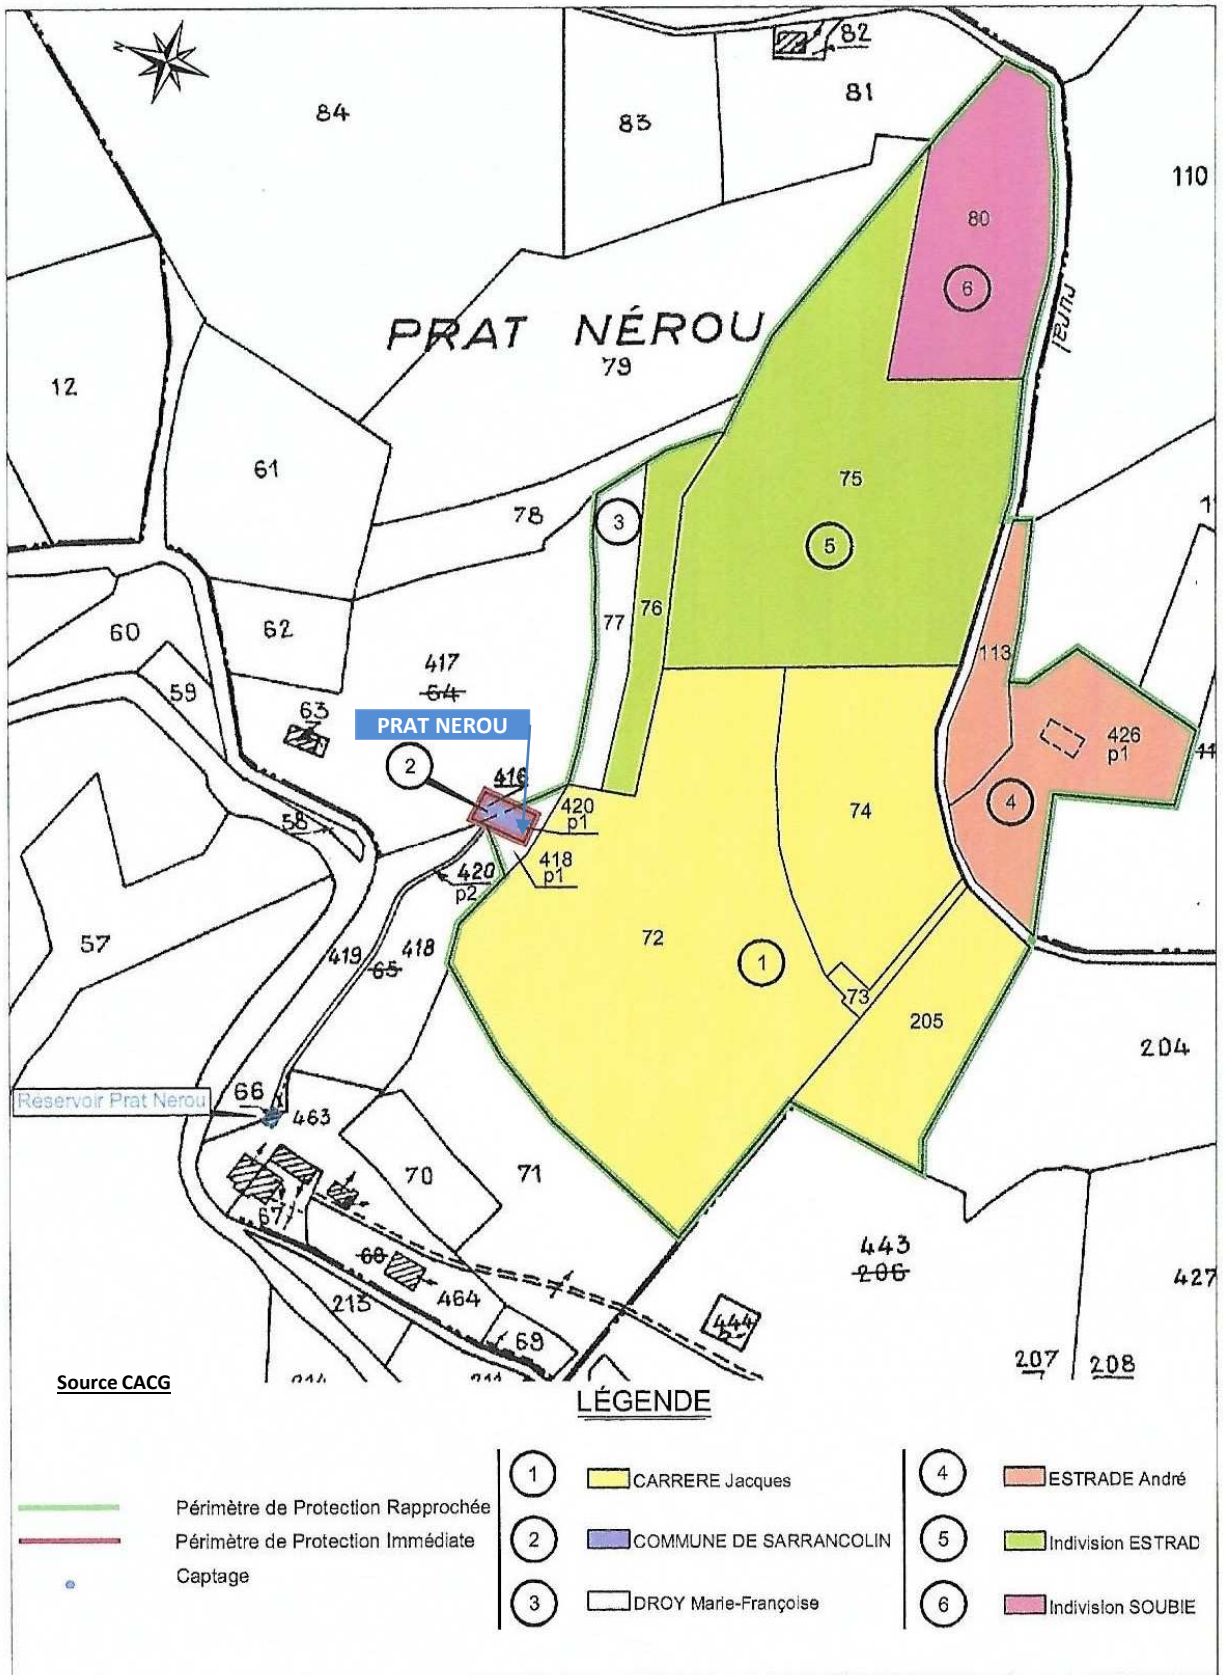 N
82
84
83
81
110
80
6
rural
PRAT NÉROU
79
12
61
75
78
3
5
76
77
60
62
113
417
64
59
63
PRAT NEROU
426
p1
2
416
74
4
420
p1
58
418
p1
420
p2
72
57
419
418
65
1
73
205
204
Reservoir Prat Nerou
66
463
70
71
67
443
206
68
427
213
464
444
69
207
208
Source CACG
LÉGENDE
Périmètre de Protection Rapprochée
Périmètre de Protection Immédiate
Captage
1 CARRERE Jacques
2 COMMUNE DE SARRANCOLIN
3 DROY Marie-Françoise
4 ESTRADE André
5 Indivision ESTRAD
6 Indivision SOUBIE